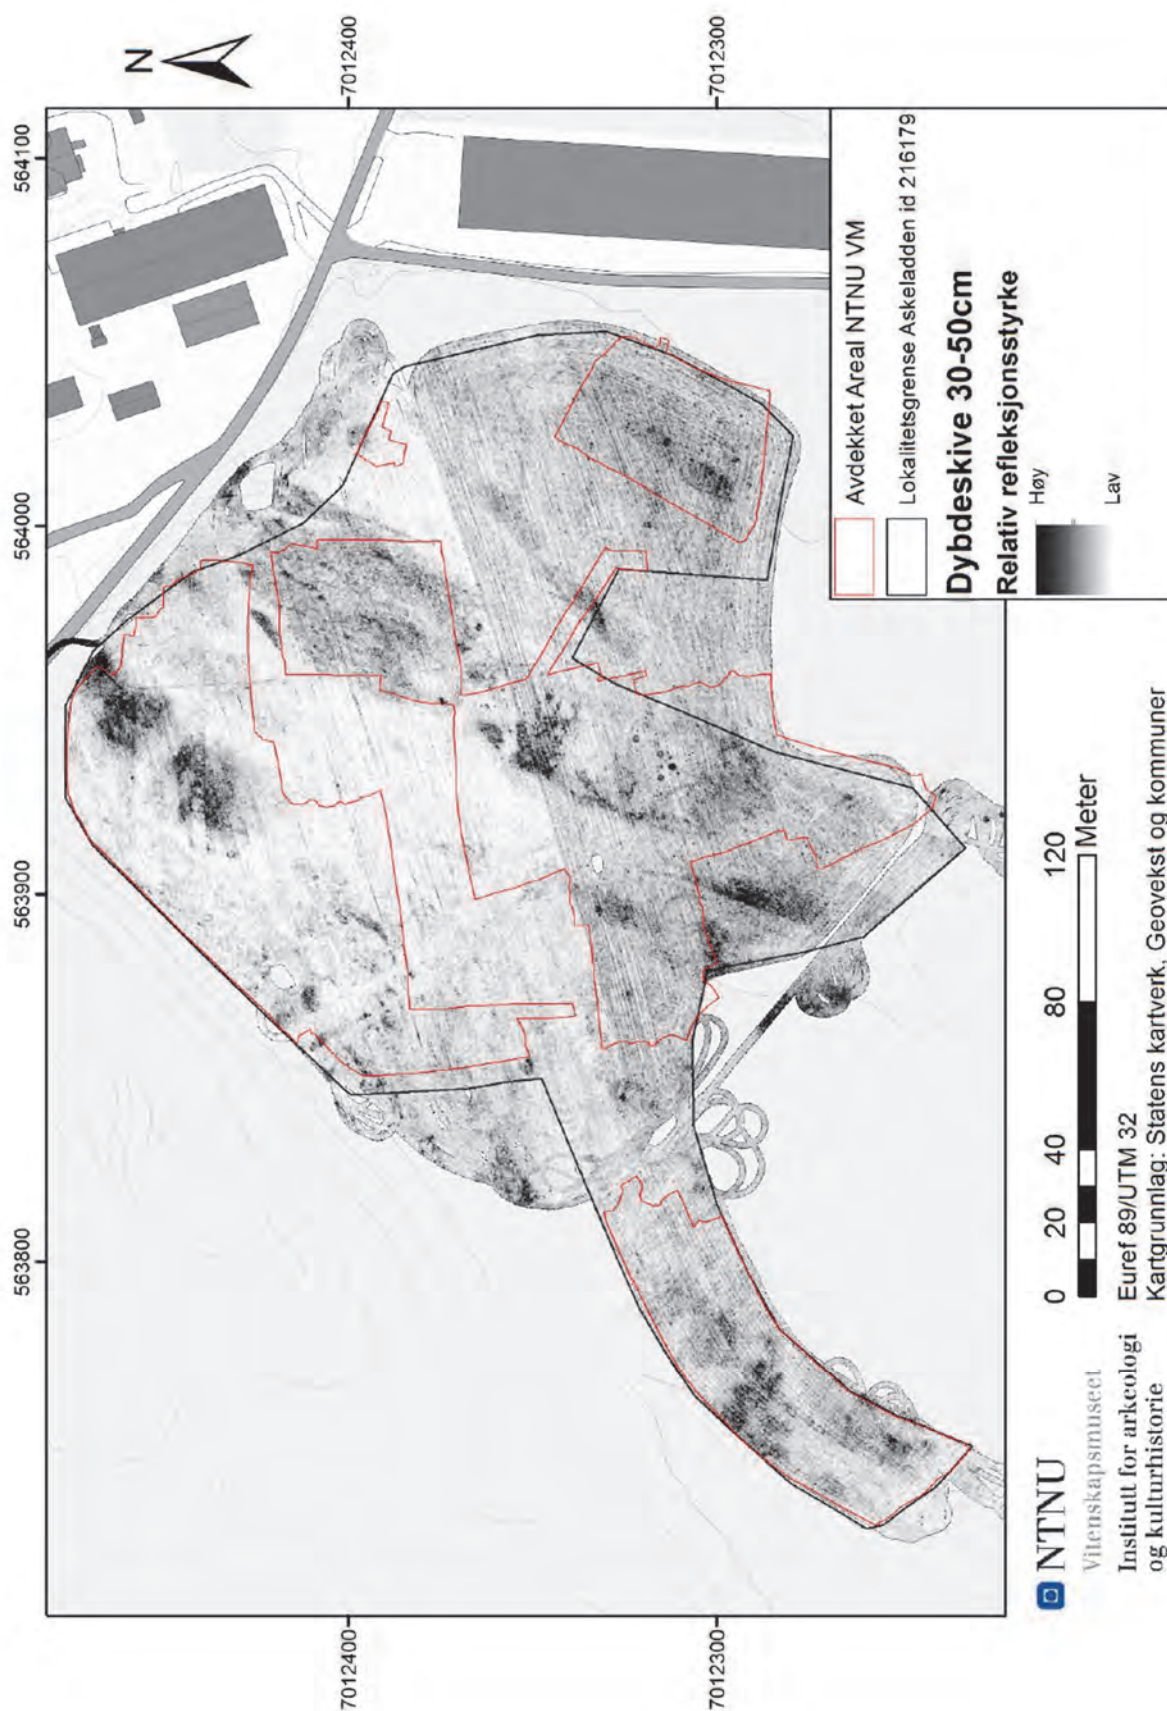 563800
563900
564000
564100
N
7012400
7012400
7012300
7012300
Avdekket Areal NTNU VM
Lokalitetsgrense Askeladden id 216179
Dybdeskive 30-50cm
Relativ refleksjonsstyrke
Høy
Lav
NTNU
Vitenskapsmuseet
Institutt for arkeologi
og kulturhistorie
0 20 40 80 120
Meter
Euref 89/UTM 32
Kartgrunnlag: Statens kartverk, Geovekst og kommuner